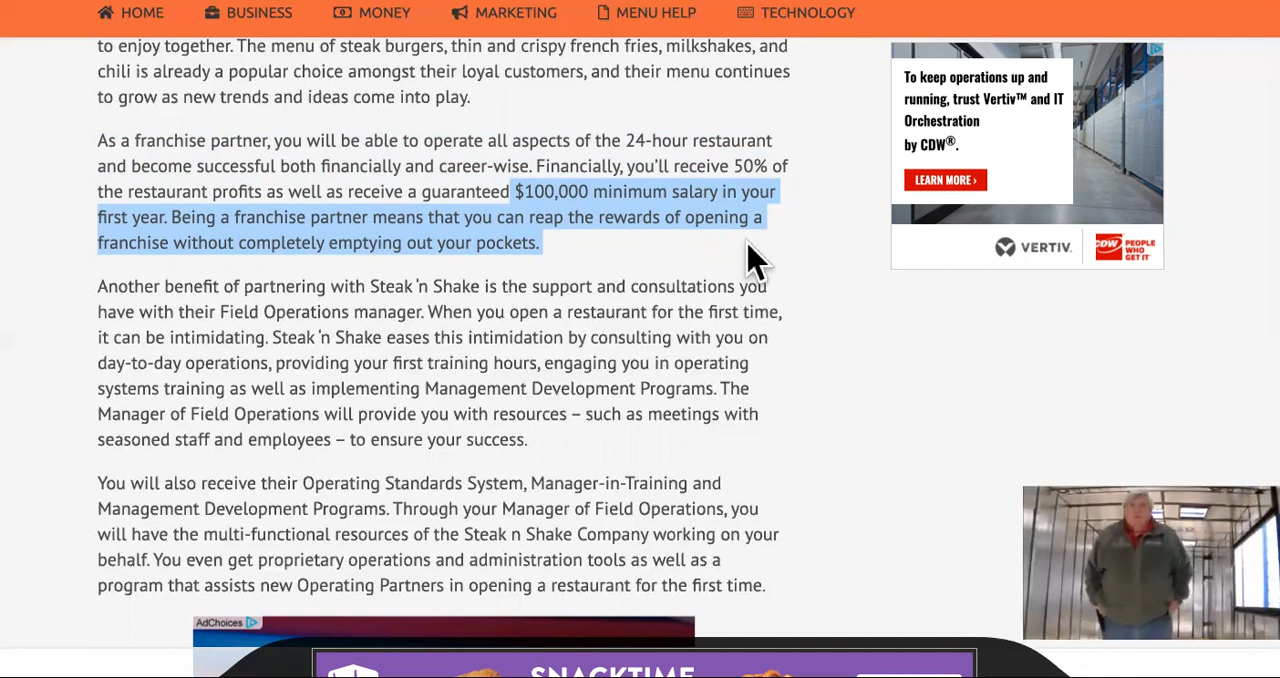 HOME BUSINESS MONEY MARKETING MENU HELP TECHNOLOGY
to enjoy together. The menu of steak burgers, thin and crispy french fries, milkshakes, and
chili is already a popular choice amongst their loyal customers, and their menu continues
to grow as new trends and ideas come into play.
As a franchise partner, you will be able to operate all aspects of the 24-hour restaurant
and become successful both financially and career-wise. Financially, you’ll receive 50% of
the restaurant profits as well as receive a guaranteed $100,000 minimum salary in your
first year. Being a franchise partner means that you can reap the rewards of opening a
franchise without completely emptying out your pockets.
Another benefit of partnering with Steak ‘n Shake is the support and consultations you
have with their Field Operations manager. When you open a restaurant for the first time,
it can be intimidating. Steak ‘n Shake eases this intimidation by consulting with you on
day-to-day operations, providing your first training hours, engaging you in operating
systems training as well as implementing Management Development Programs. The
Manager of Field Operations will provide you with resources – such as meetings with
seasoned staff and employees – to ensure your success.
You will also receive their Operating Standards System, Manager-in-Training and
Management Development Programs. Through your Manager of Field Operations, you
will have the multi-functional resources of the Steak n Shake Company working on your
behalf. You even get proprietary operations and administration tools as well as a
program that assists new Operating Partners in opening a restaurant for the first time.
To keep operations up and
running, trust Vertiv™ and IT
Orchestration
by CDW®.
LEARN MORE ›
VERTIV. CDW PEOPLE
WHO
GET IT
AdChoices
SNACKTIME